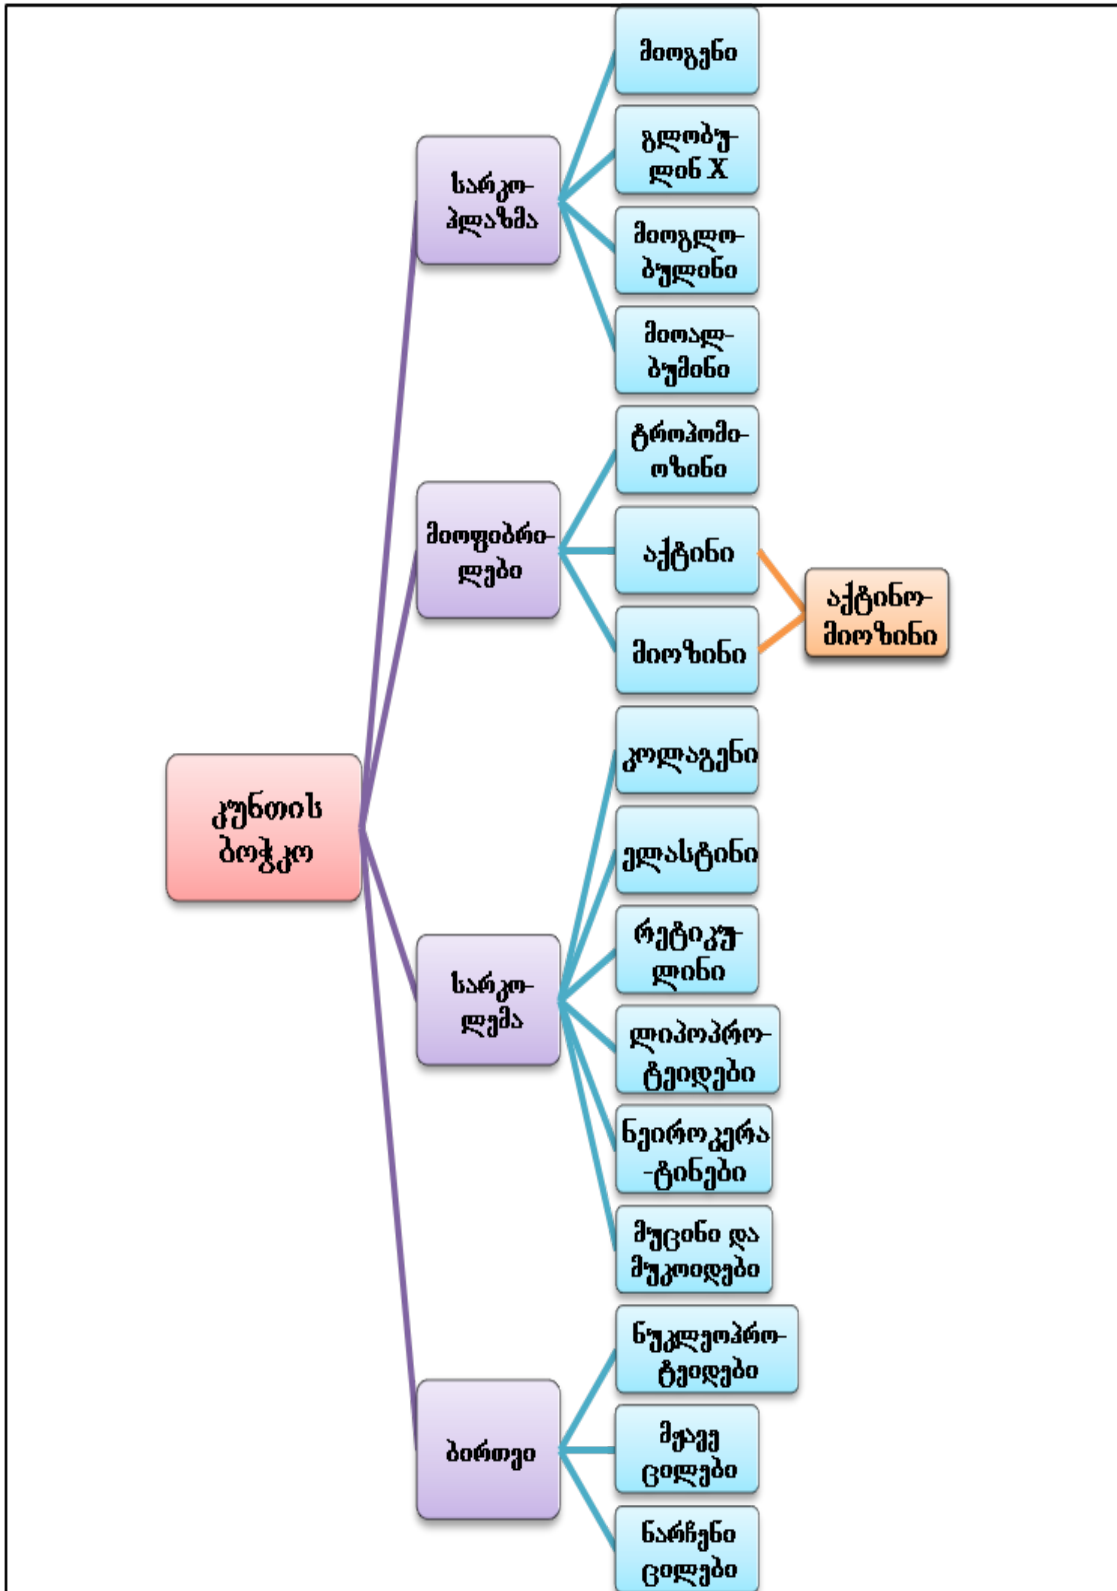 მიოგენი
გლობუ-
ლინ X
სარკო-
პლაზმა
მიოგლო-
ბულინი
მიოალ-
ბუმინი
ტროპომი-
ოზინი
მიოფიბრი-
ლები
აქტინი
მიოზინი
აქტინო-
მიოზინი
კუნთის
ბოჭკო
კოლაგენი
ელასტინი
რეტიკუ-
ლინი
სარკო-
ლემა
ლიპოპრო-
ტეიდები
ნეიროკერა
-ტინები
მუცინი და
მუკოიდები
ნუკლეოპრო-
ტეიდები
ბირთვი
მჟავე
ცილები
ნარჩენი
ცილები